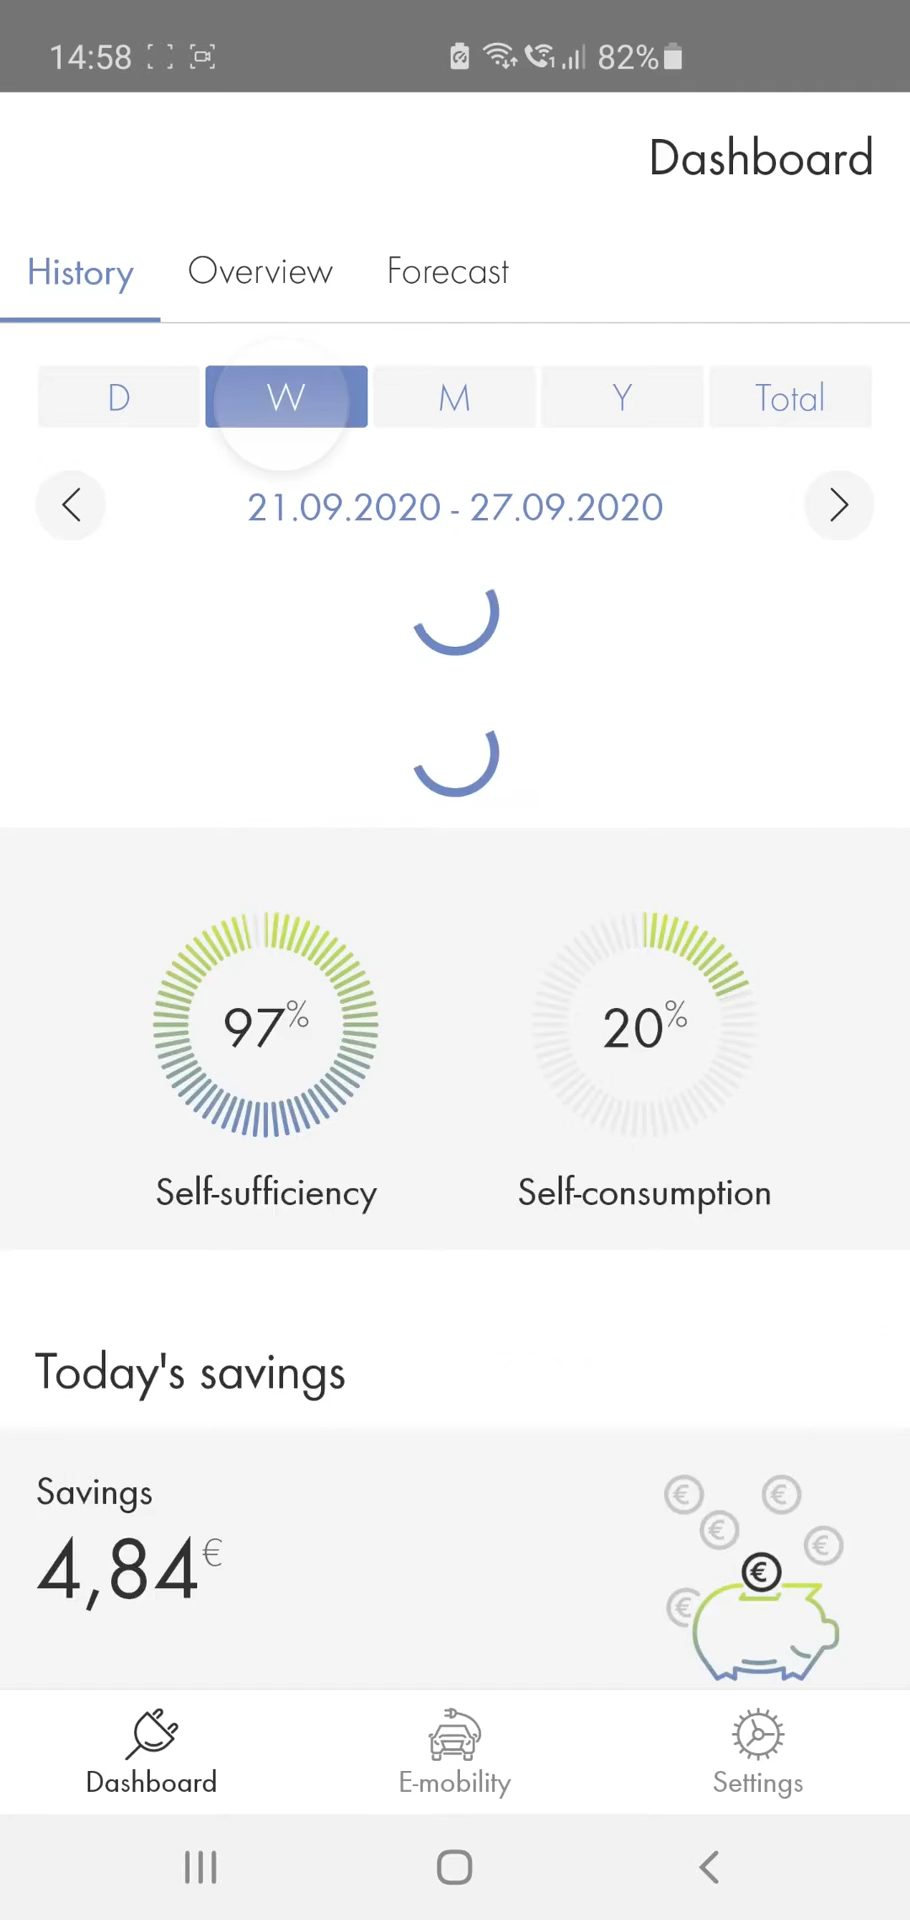 14:58 82%
Dashboard
History Overview Forecast
D W M Y Total
21.09.2020 - 27.09.2020
97% 20%
Self-sufficiency Self-consumption
Today's savings
Savings
4,84€
Dashboard E-mobility Settings